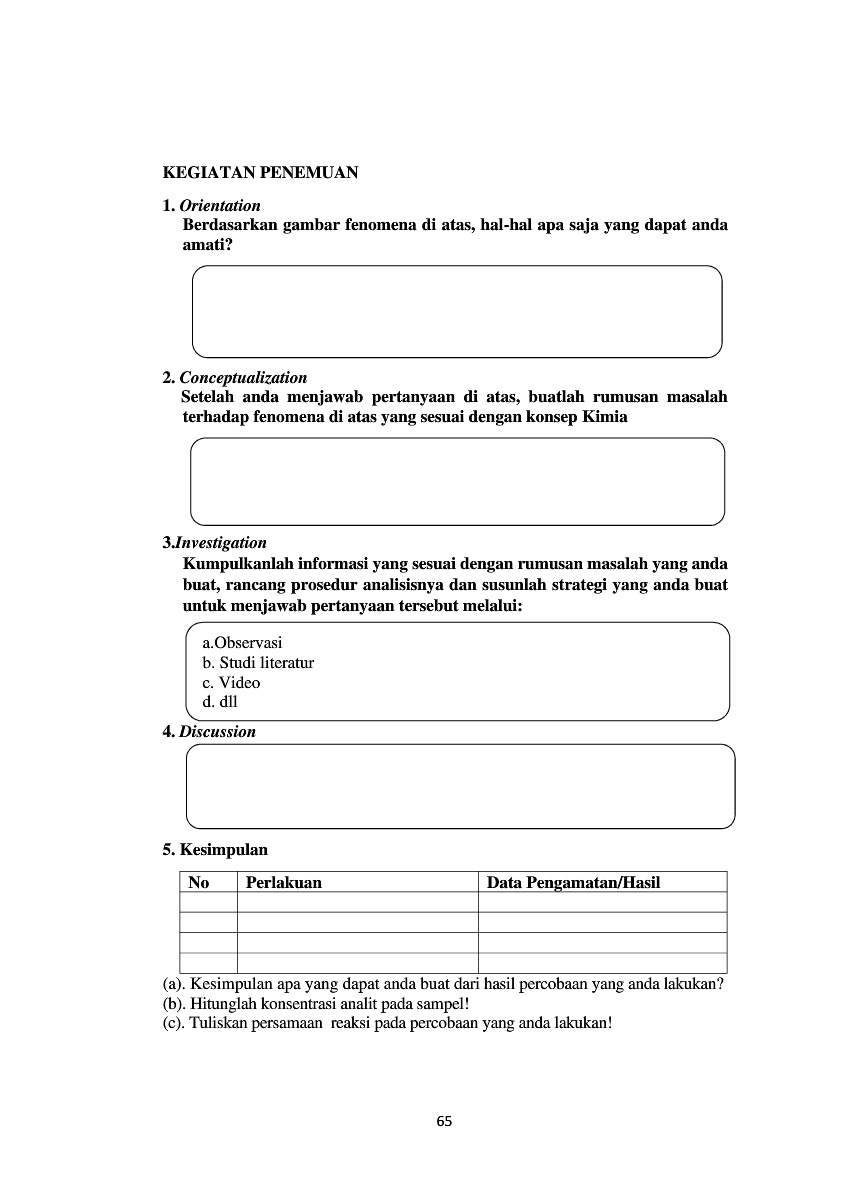 KEGIATAN PENEMUAN
1. Orientation
Berdasarkan gambar fenomena di atas, hal-hal apa saja yang dapat anda
amati?
2. Conceptualization
Setelah anda menjawab pertanyaan di atas, buatlah rumusan masalah
terhadap fenomena di atas yang sesuai dengan konsep Kimia
3.Investigation
Kumpulkanlah informasi yang sesuai dengan rumusan masalah yang anda
buat, rancang prosedur analisisnya dan susunlah strategi yang anda buat
untuk menjawab pertanyaan tersebut melalui:
a.Observasi
b. Studi literatur
c. Video
d. dll
4. Discussion
5. Kesimpulan
No Perlakuan Data Pengamatan/Hasil
(a). Kesimpulan apa yang dapat anda buat dari hasil percobaan yang anda lakukan?
(b). Hitunglah konsentrasi analit pada sampel!
(c). Tuliskan persamaan  reaksi pada percobaan yang anda lakukan!
65